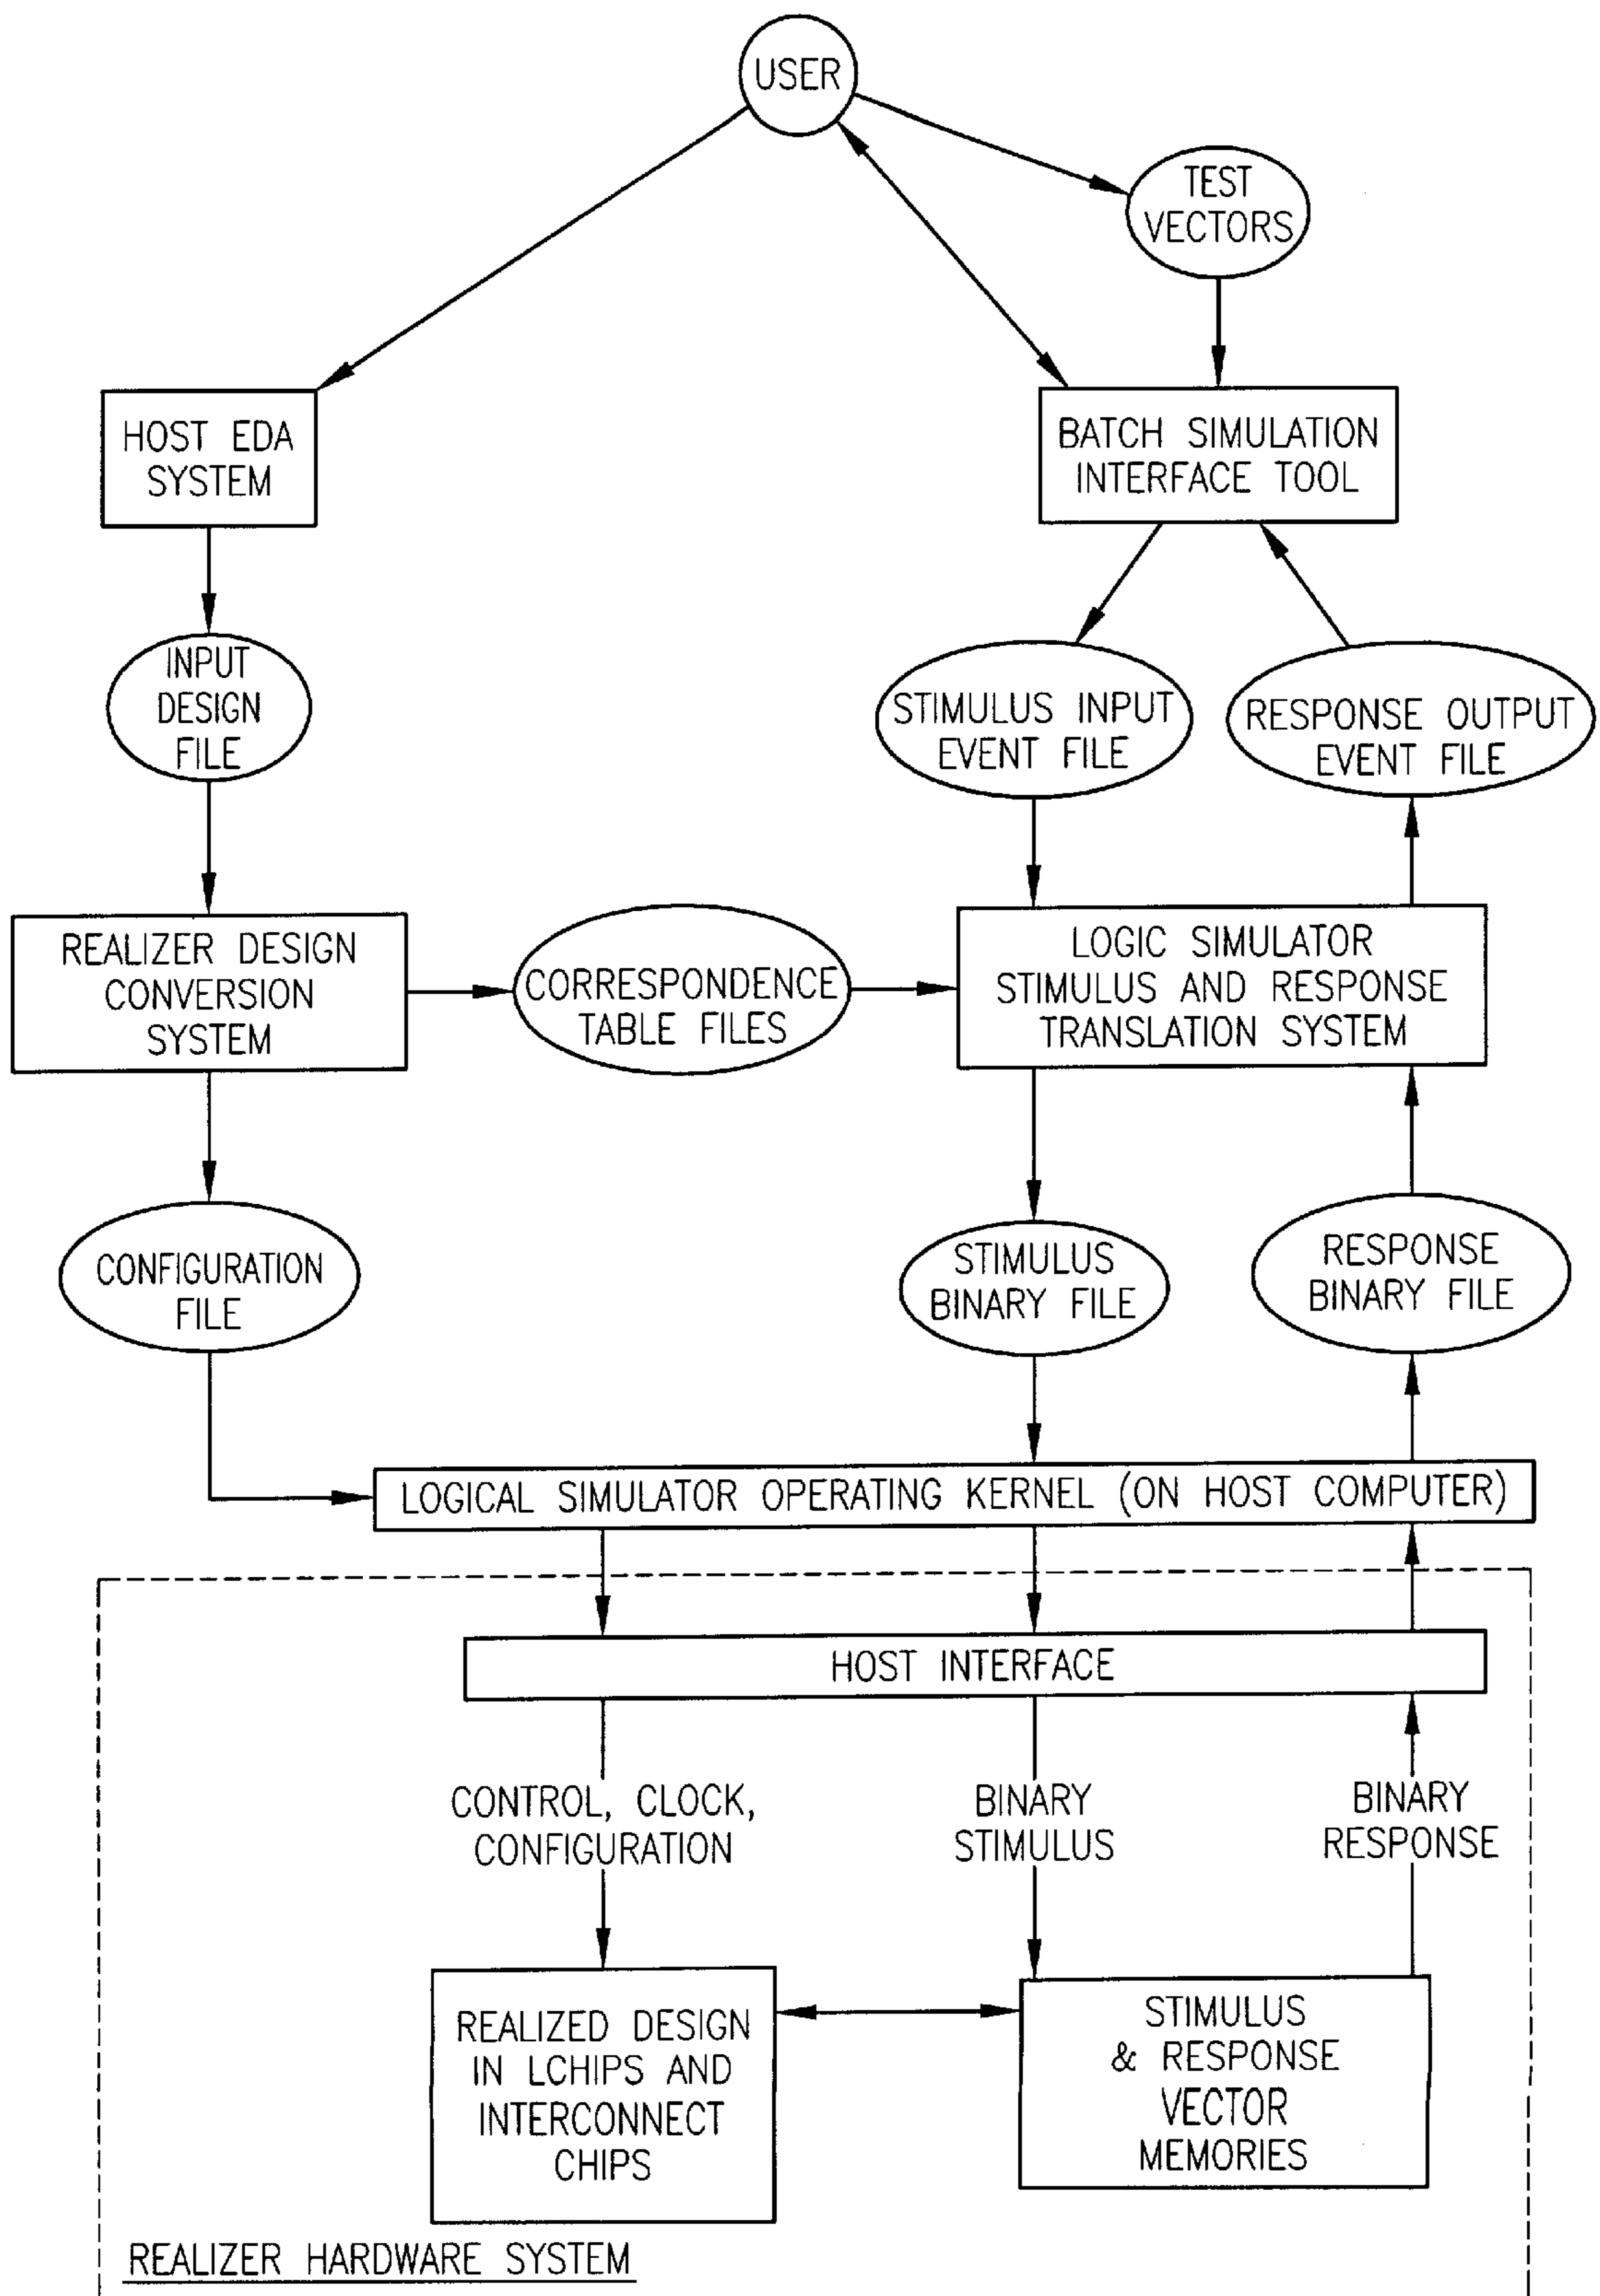 USER
TEST
VECTORS
HOST EDA
SYSTEM
BATCH SIMULATION
INTERFACE TOOL
INPUT
DESIGN
FILE
STIMULUS INPUT
EVENT FILE
RESPONSE OUTPUT
EVENT FILE
REALIZER DESIGN
CONVERSION
SYSTEM
CORRESPONDENCE
TABLE FILES
LOGIC SIMULATOR
STIMULUS AND RESPONSE
TRANSLATION SYSTEM
CONFIGURATION
FILE
STIMULUS
BINARY FILE
RESPONSE
BINARY FILE
LOGICAL SIMULATOR OPERATING KERNEL (ON HOST COMPUTER)
HOST INTERFACE
CONTROL, CLOCK,
CONFIGURATION
BINARY
STIMULUS
BINARY
RESPONSE
REALIZED DESIGN
IN LCHIPS AND
INTERCONNECT
CHIPS
STIMULUS
& RESPONSE
VECTOR
MEMORIES
REALIZER HARDWARE SYSTEM